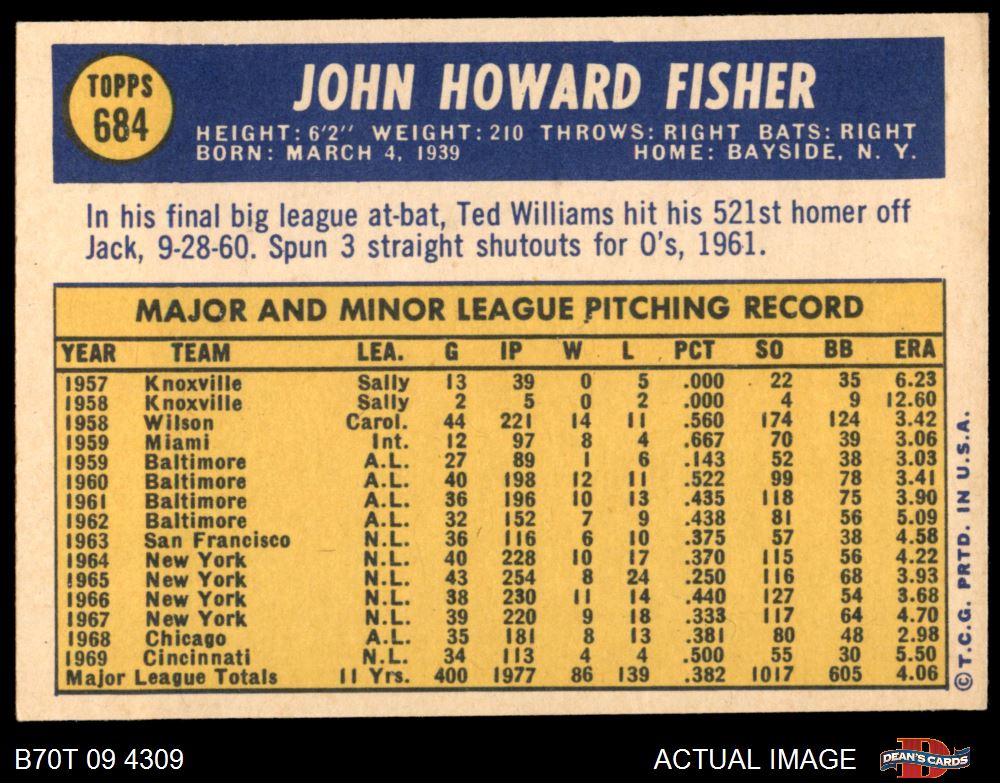 TOPPS
684
JOHN HOWARD FISHER
HEIGHT: 6'2'' WEIGHT: 210 THROWS: RIGHT BATS: RIGHT
BORN: MARCH 4, 1939 HOME: BAYSIDE, N. Y.
In his final big league at-bat, Ted Williams hit his 521st homer off
Jack, 9-28-60. Spun 3 straight shutouts for O's, 1961.
MAJOR AND MINOR LEAGUE PITCHING RECORD
YEAR TEAM LEA. G IP W L PCT SO BB ERA
1957 Knoxville Sally 13 39 0 5 .000 22 35 6.23
1958 Knoxville Sally 2 5 0 2 .000 4 9 12.60
1958 Wilson Carol. 44 221 14 11 .560 174 124 3.42
1959 Miami Int. 12 97 8 4 .667 70 39 3.06
1959 Baltimore A.L. 27 89 1 6 .143 52 38 3.03
1960 Baltimore A.L. 40 198 12 11 .522 99 78 3.41
1961 Baltimore A.L. 36 196 10 13 .435 118 75 3.90
1962 Baltimore A.L. 32 152 7 9 .438 81 56 5.09
1963 San Francisco N.L. 36 116 6 10 .375 57 38 4.58
1964 New York N.L. 40 228 10 17 .370 115 56 4.22
1965 New York N.L. 43 254 8 24 .250 116 68 3.93
1966 New York N.L. 38 230 11 14 .440 127 54 3.68
1967 New York N.L. 39 220 9 18 .333 117 64 4.70
1968 Chicago A.L. 35 181 8 13 .381 80 48 2.98
1969 Cincinnati N.L. 34 113 4 4 .500 55 30 5.50
Major League Totals 11 Yrs. 400 1977 86 139 .382 1017 605 4.06
©T.C.G. PRTD. IN U.S.A.
B70T 09 4309 ACTUAL IMAGE
DEAN'S CARDS